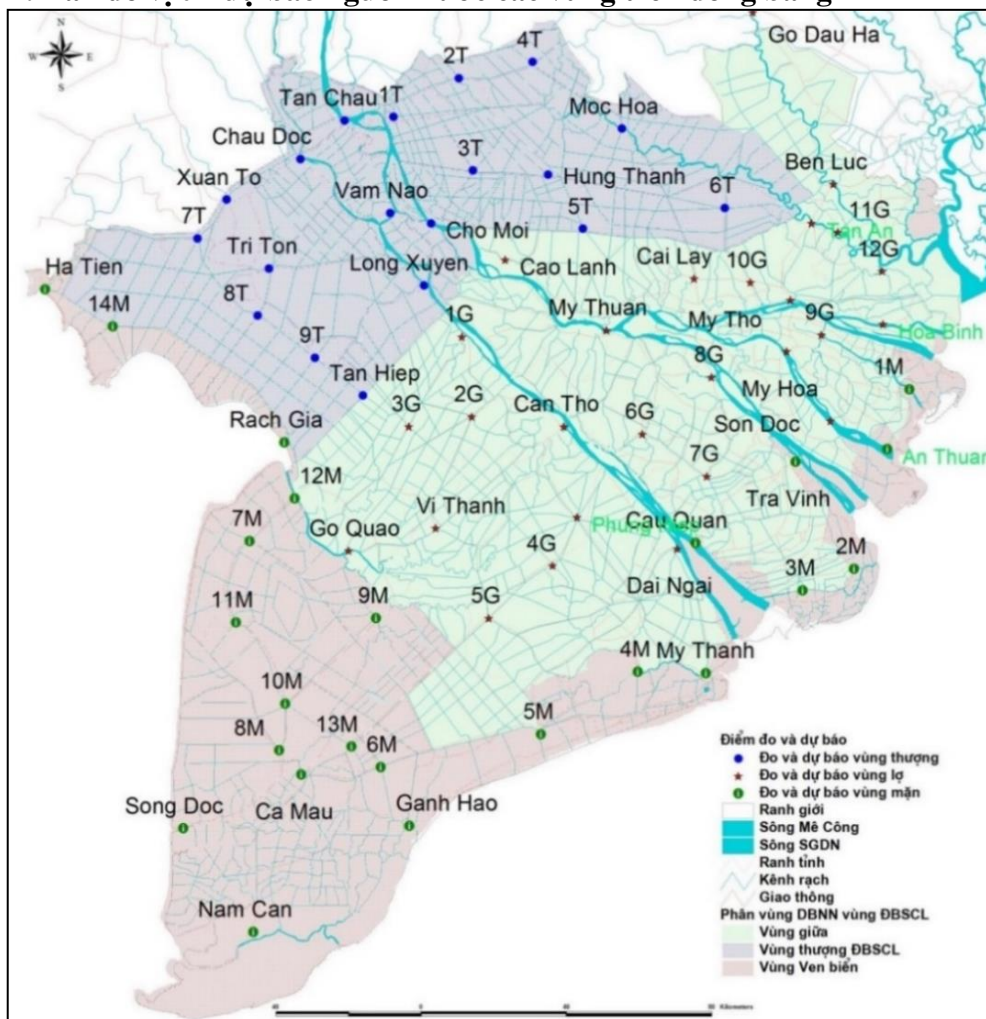 N
W
E
S
Go Dau Ha
4T
2T
Tan Chau
1T
Moc Hoa
Chau Doc
3T
Ben Luc
Xuan To
Vam Nao
Hung Thanh
6T
7T
5T
11G
Tan An
Tri Ton
Cho Moi
12G
Ha Tien
Long Xuyen
Cao Lanh
Cai Lay
10G
14M
8T
1G
My Thuan
My Tho
9G
Hoa Binh
9T
8G
1M
Tan Hiep
2G
Can Tho
My Hoa
Rach Gia
3G
6G
Son Doc
An Thuan
7G
12M
Vi Thanh
Tra Vinh
7M
Go Quao
Cau Quan
4G
2M
11M
9M
5G
Dai Ngai
3M
4M
My Thanh
10M
8M
13M
6M
5M
Song Doc
Ca Mau
Ganh Hao
Nam Can
Điểm đo và dự báo
Đo và dự báo vùng thượng
Đo và dự báo vùng lợ
Đo và dự báo vùng mặn
Ranh giới
Sông Mê Công
Sông SGDN
Ranh tỉnh
Kênh rạch
Giao thông
Phân vùng DBNN vùng ĐBSCL
Vùng giữa
Vùng thượng ĐBSCL
Vùng Ven biển
0
Kilometers